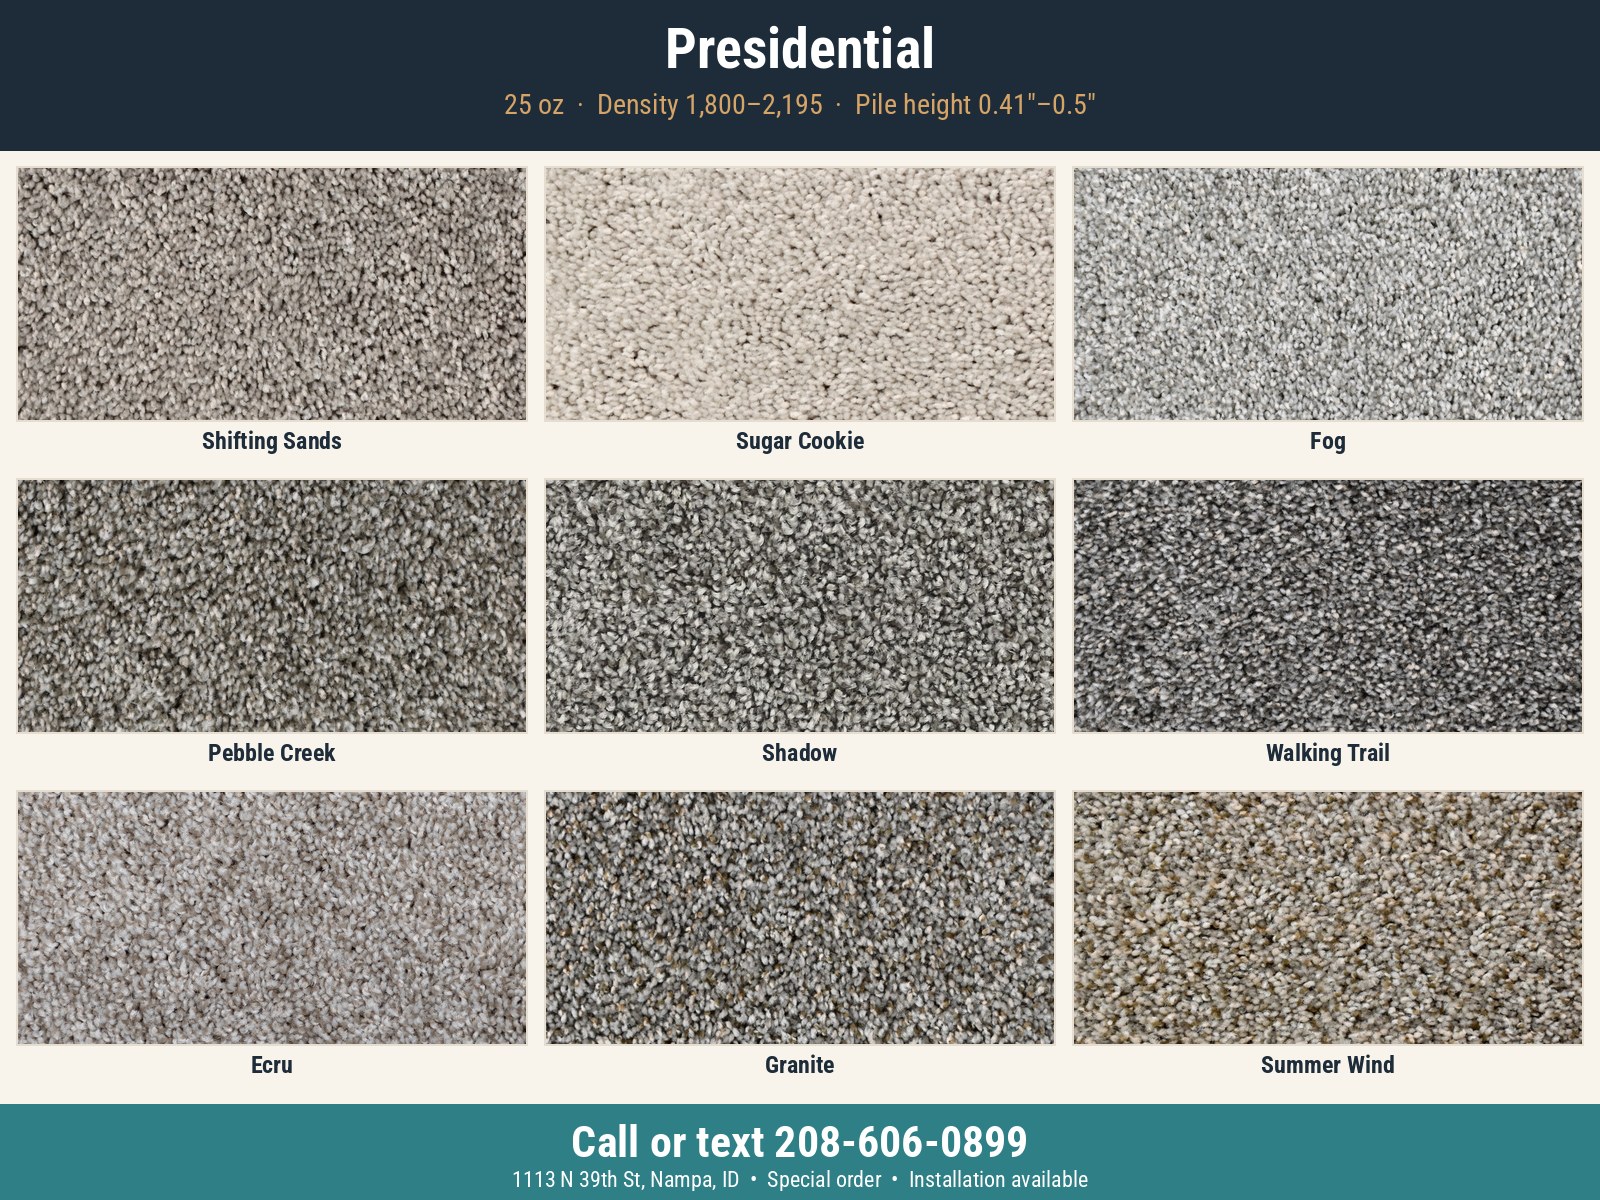 Presidential
25 oz · Density 1,800–2,195 · Pile height 0.41"–0.5"
Shifting Sands
Sugar Cookie
Fog
Pebble Creek
Shadow
Walking Trail
Ecru
Granite
Summer Wind
Call or text 208-606-0899
1113 N 39th St, Nampa, ID • Special order • Installation available